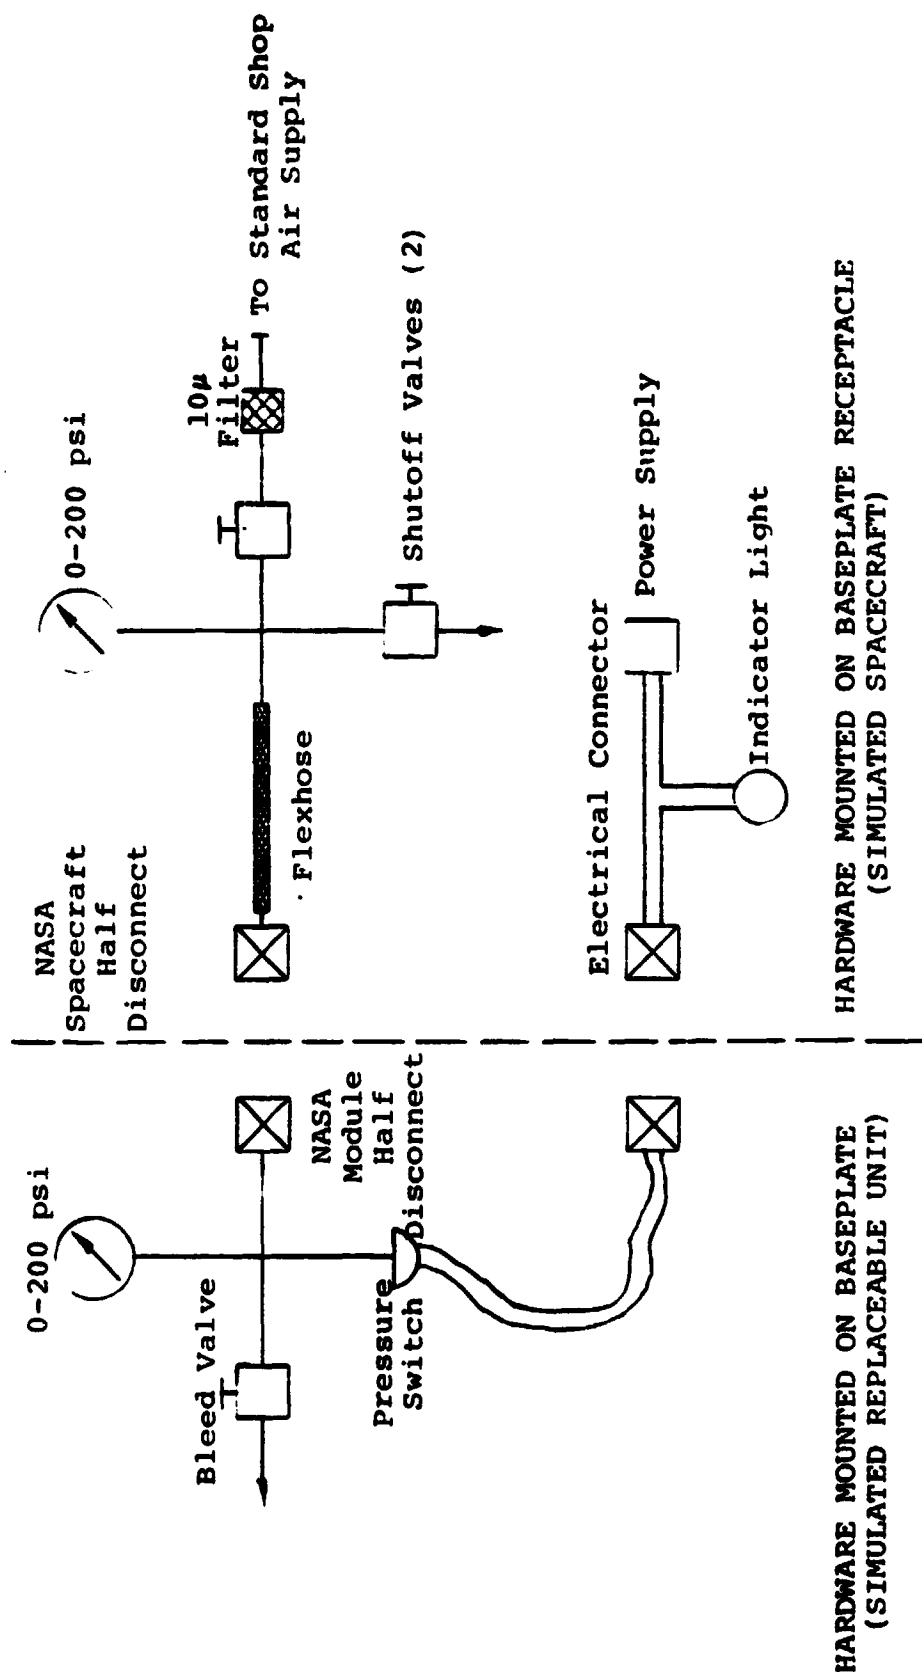 0-200 psi
Bleed Valve
NASA
Module
Half
Disconnect
Pressure
Switch
HARDWARE MOUNTED ON BASEPLATE
(SIMULATED REPLACEABLE UNIT)
NASA
Spacecraft
Half
Disconnect
0-200 psi
10μ
Filter
To Standard Shop
Air Supply
Flexhose
Shutoff Valves (2)
Electrical Connector
Power Supply
Indicator Light
HARDWARE MOUNTED ON BASEPLATE RECEPTACLE
(SIMULATED SPACECRAFT)